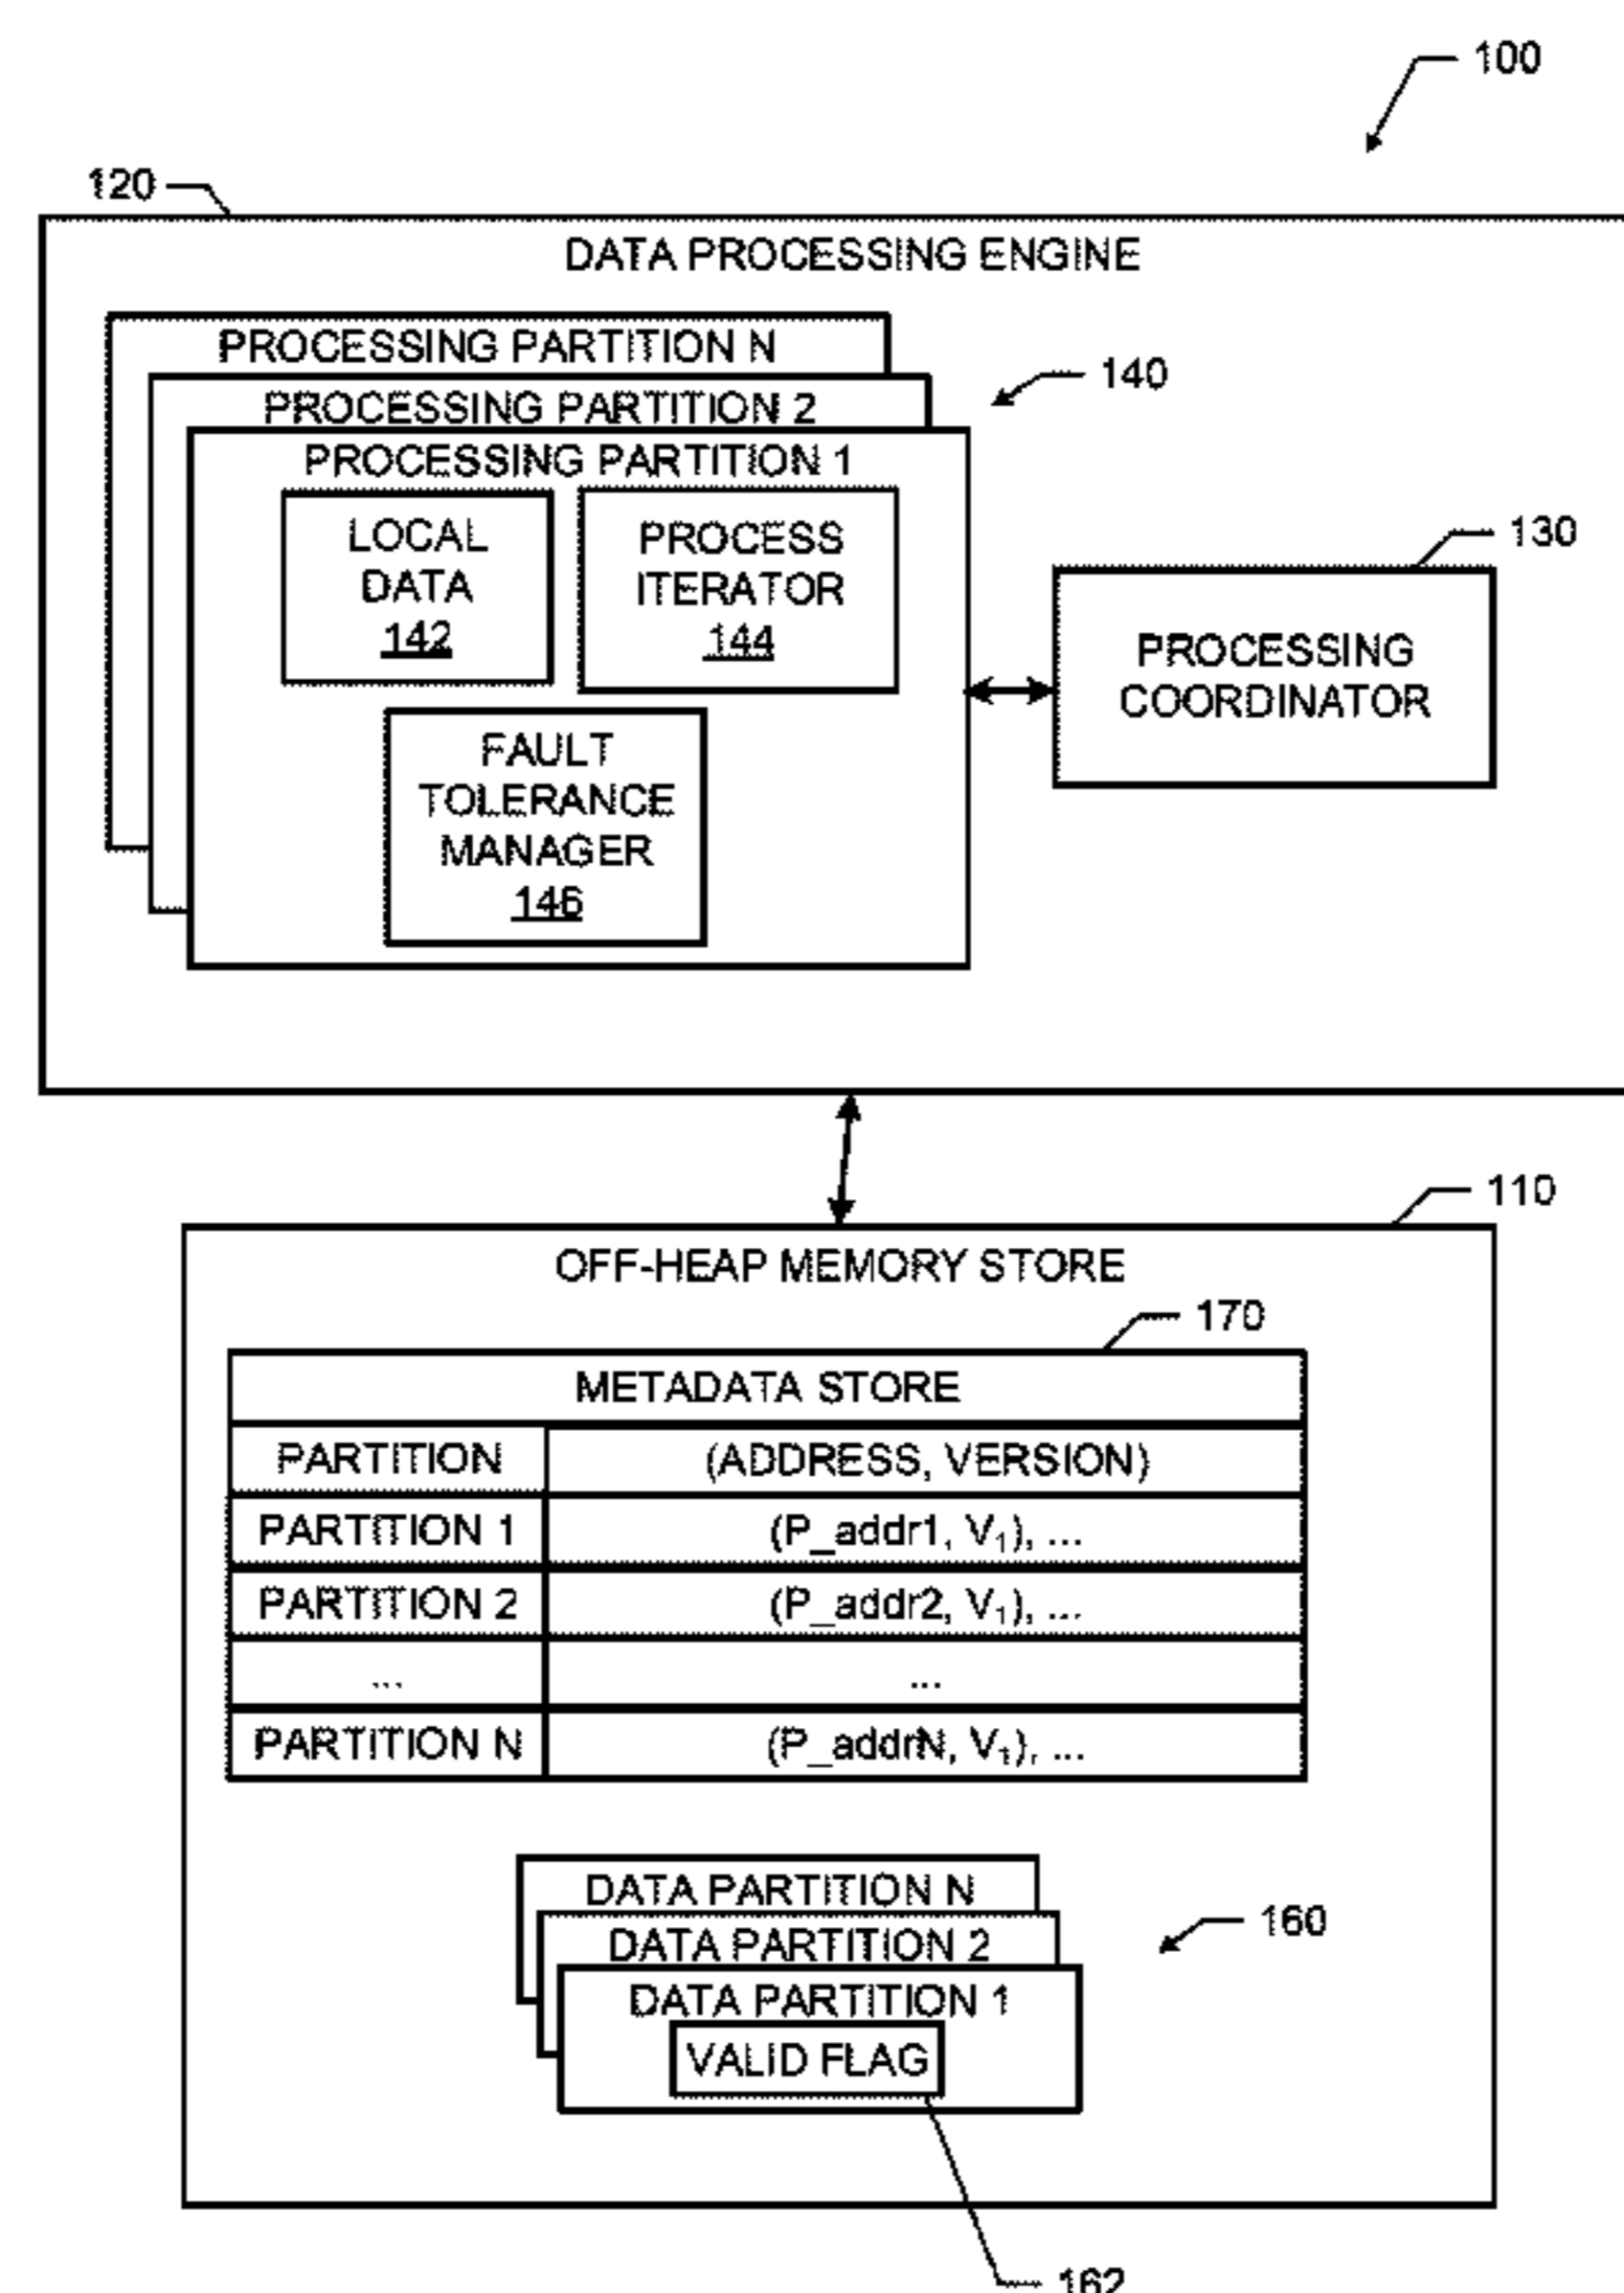 100
120
DATA PROCESSING ENGINE
PROCESSING PARTITION N
140
PROCESSING PARTITION 2
PROCESSING PARTITION 1
LOCAL
DATA
142
PROCESS
ITERATOR
144
130
PROCESSING
COORDINATOR
FAULT
TOLERANCE
MANAGER
146
110
OFF-HEAP MEMORY STORE
170
METADATA STORE
PARTITION (ADDRESS, VERSION)
PARTITION 1 (P_addr1, V₁), ...
PARTITION 2 (P_addr2, V₁), ...
... ...
PARTITION N (P_addrN, V₁), ...
DATA PARTITION N
160
DATA PARTITION 2
DATA PARTITION 1
VALID FLAG
162